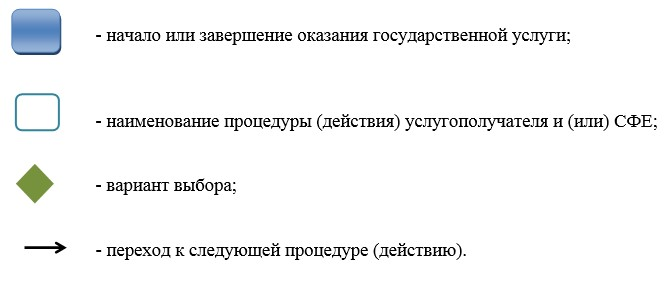 - начало или завершение оказания государственной услуги;
- наименование процедуры (действия) услугополучателя и (или) СФЕ;
- вариант выбора;
- переход к следующей процедуре (действию).